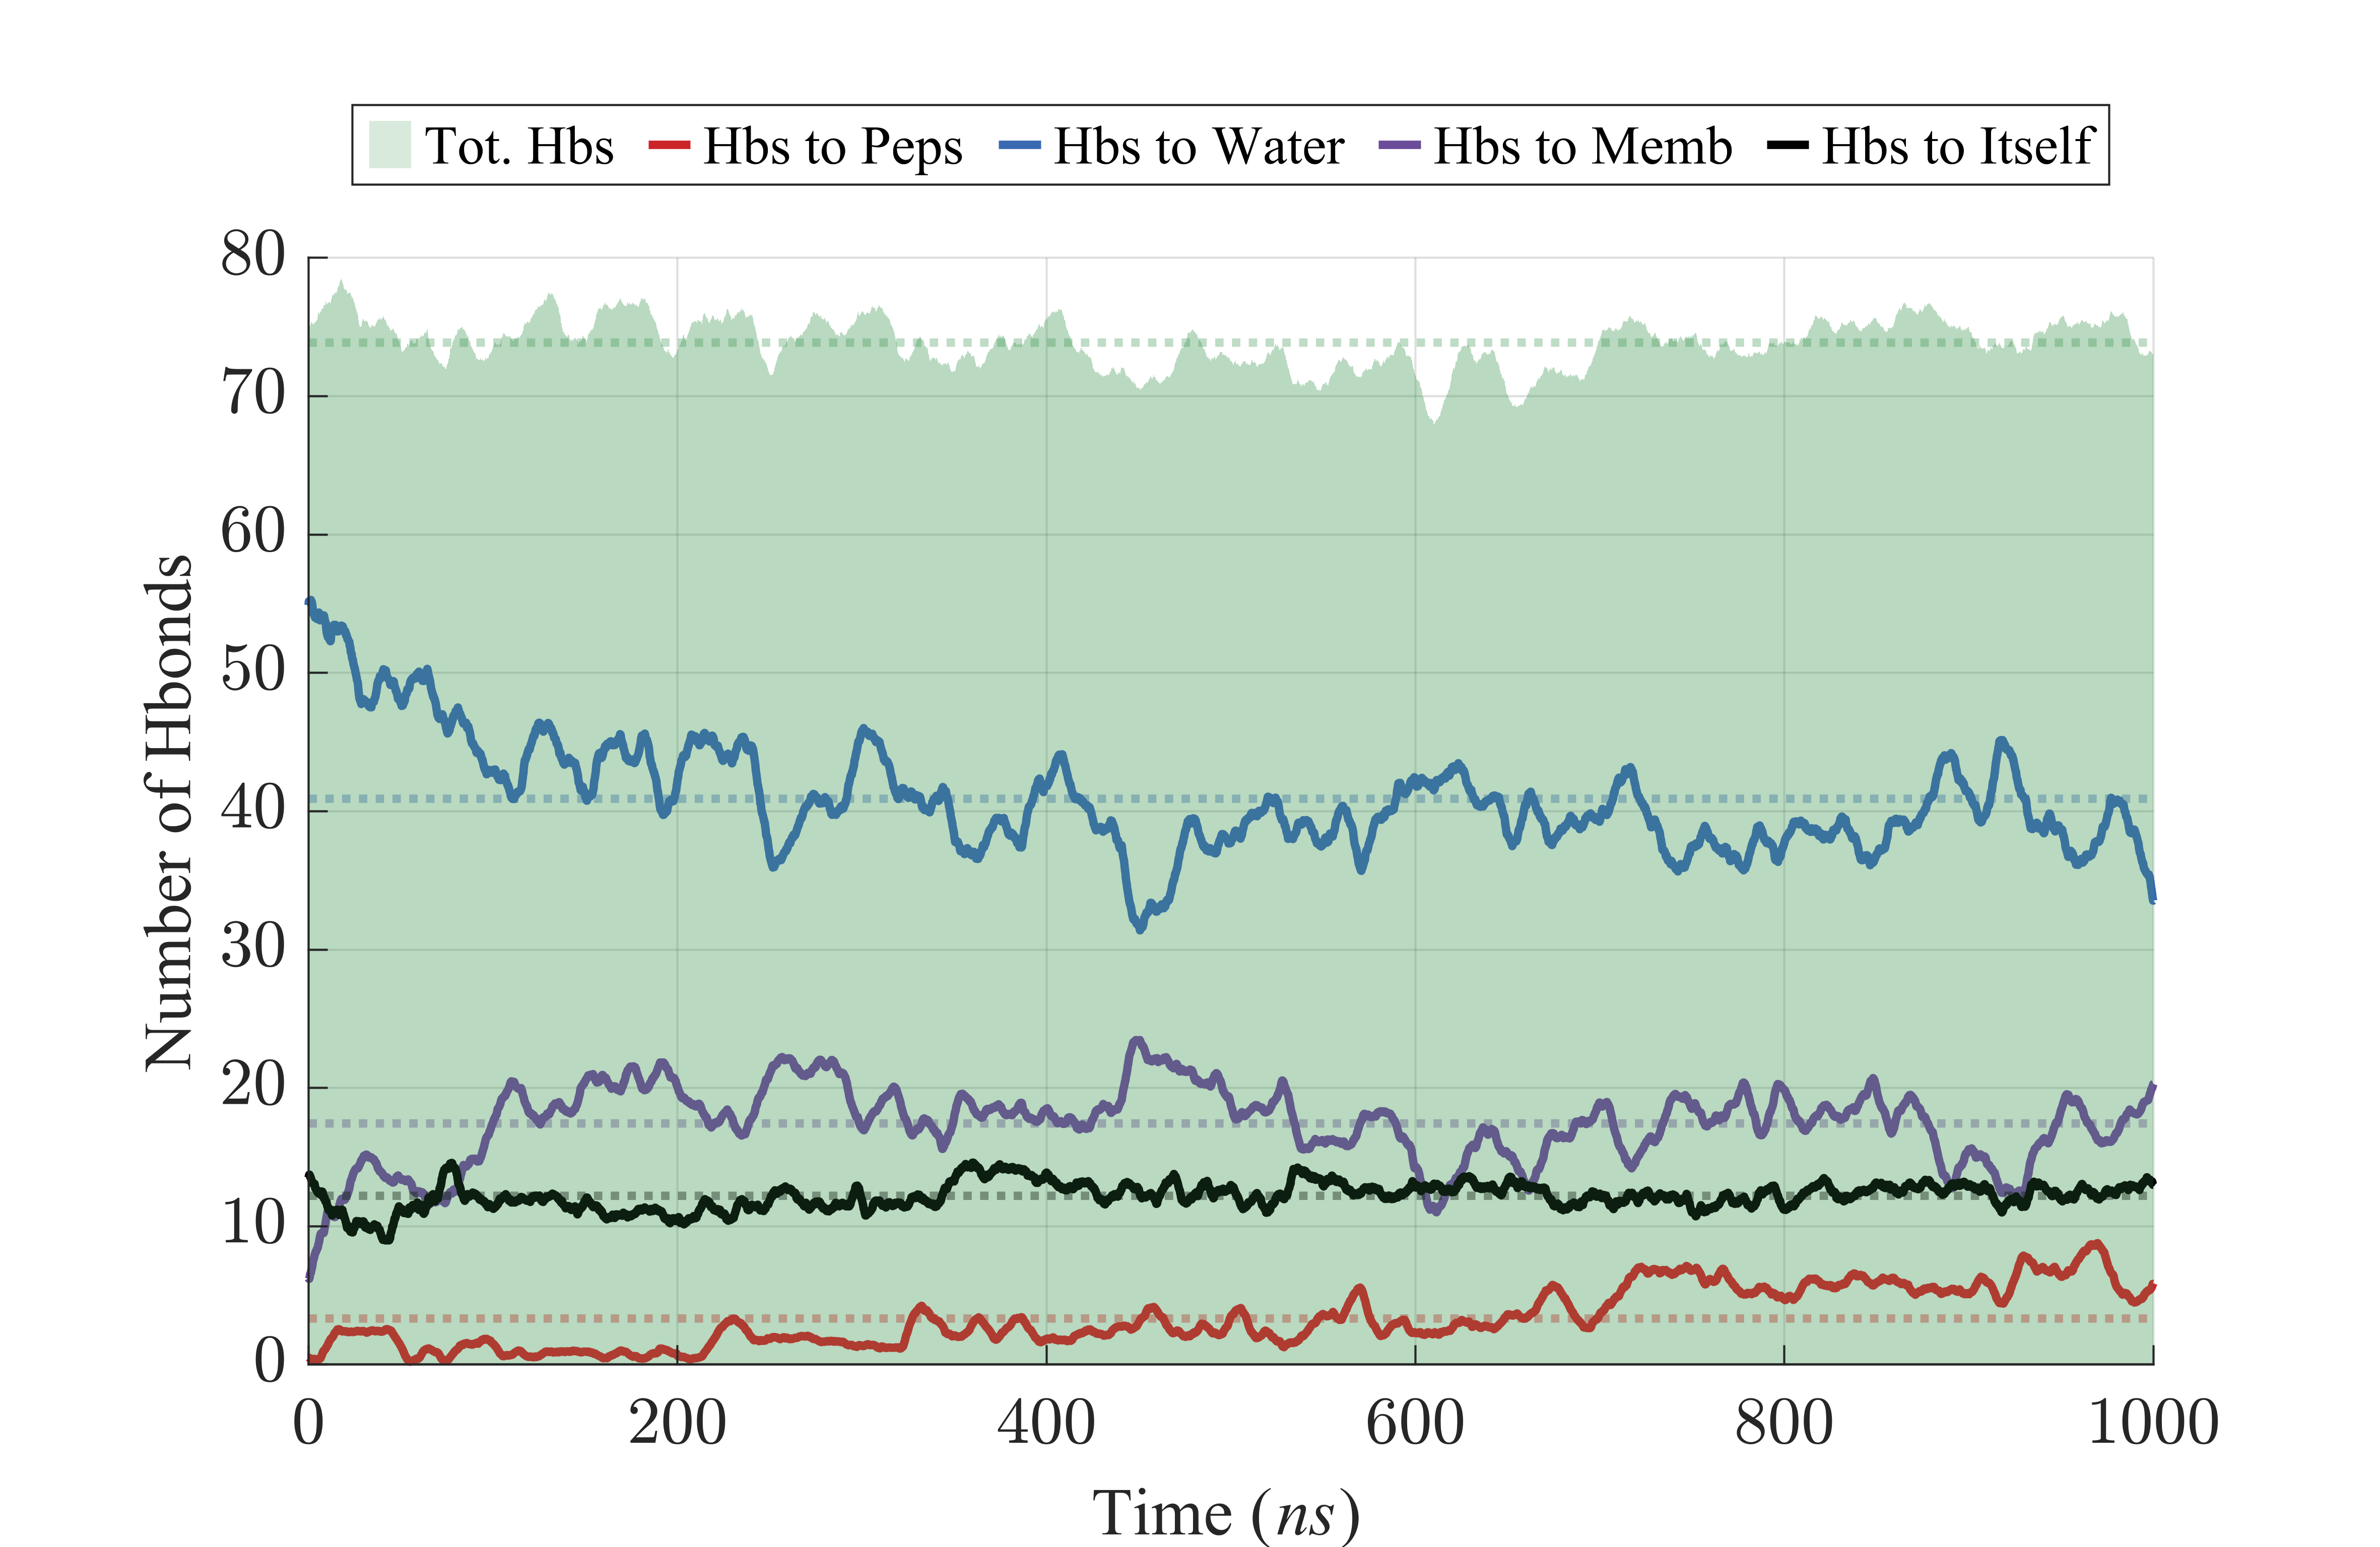 Tot. Hbs Hbs to Peps Hbs to Water Hbs to Memb Hbs to Itself
80
70
60
50
40
30
20
10
0
Number of Hbonds
0 200 400 600 800 1000
Time (ns)